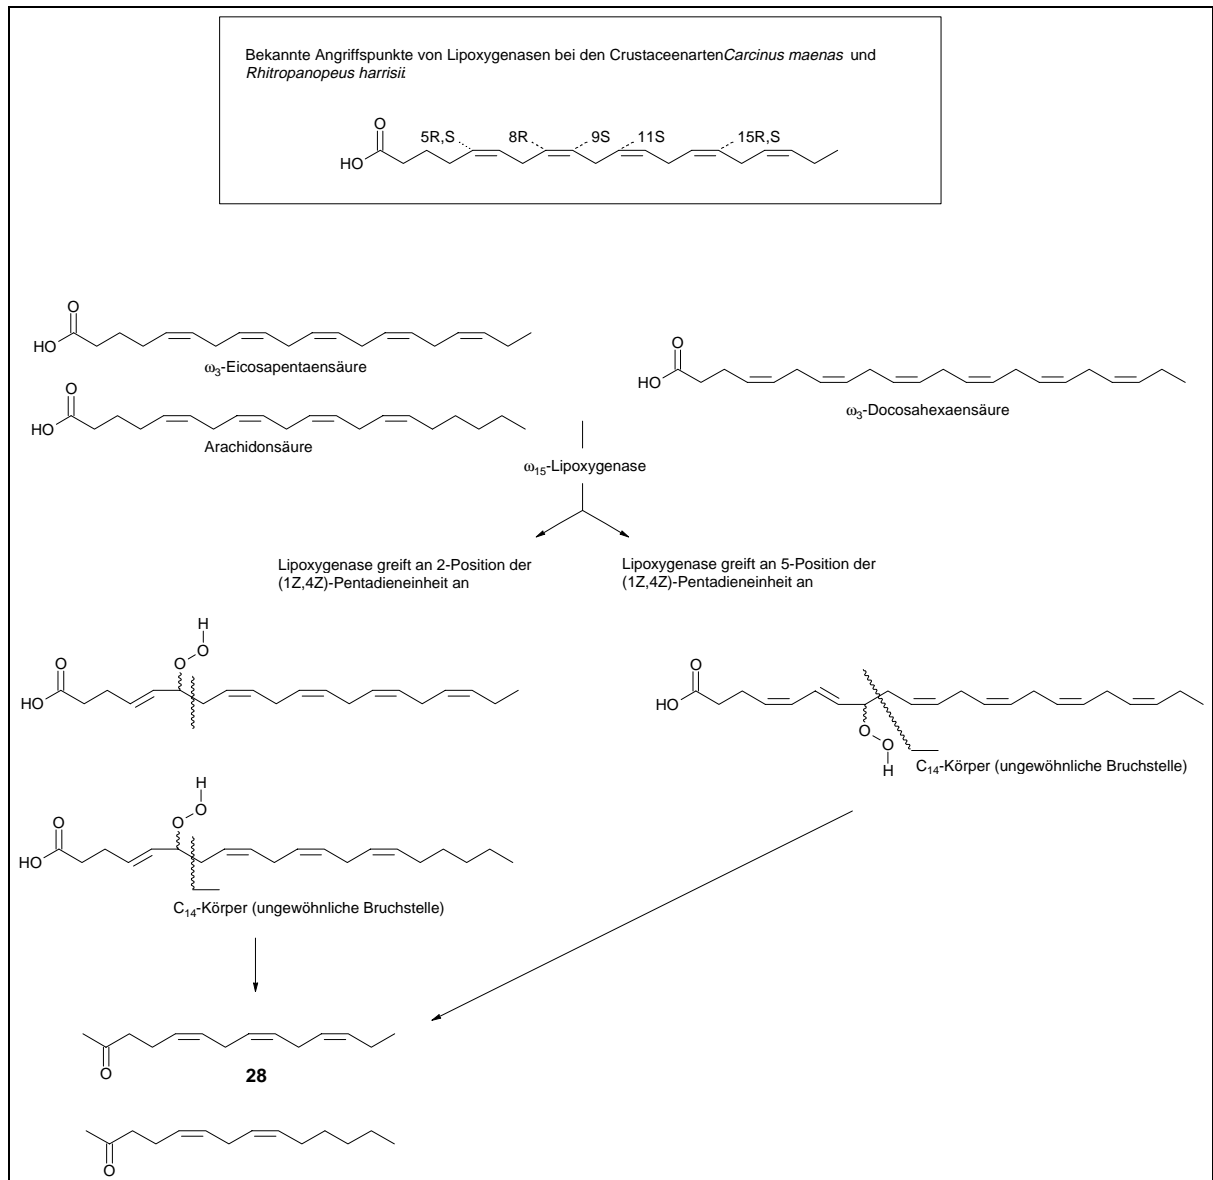 Bekannte Angriffspunkte von Lipoxygenasen bei den CrustaceenartenCarcinus maenas und
Rhitropanopeus harrisii:
O
HO
5R,S
8R
9S
11S
15R,S
O
HO
ω3-Eicosapentaensäure
O
HO
ω3-Docosahexaensäure
O
HO
Arachidonsäure
ω15-Lipoxygenase
Lipoxygenase greift an 2-Position der
(1Z,4Z)-Pentadieneinheit an
Lipoxygenase greift an 5-Position der
(1Z,4Z)-Pentadieneinheit an
H
O
O
O
HO
O
HO
O
O
H
C14-Körper (ungewöhnliche Bruchstelle)
H
O
O
O
HO
C14-Körper (ungewöhnliche Bruchstelle)
O
28
O